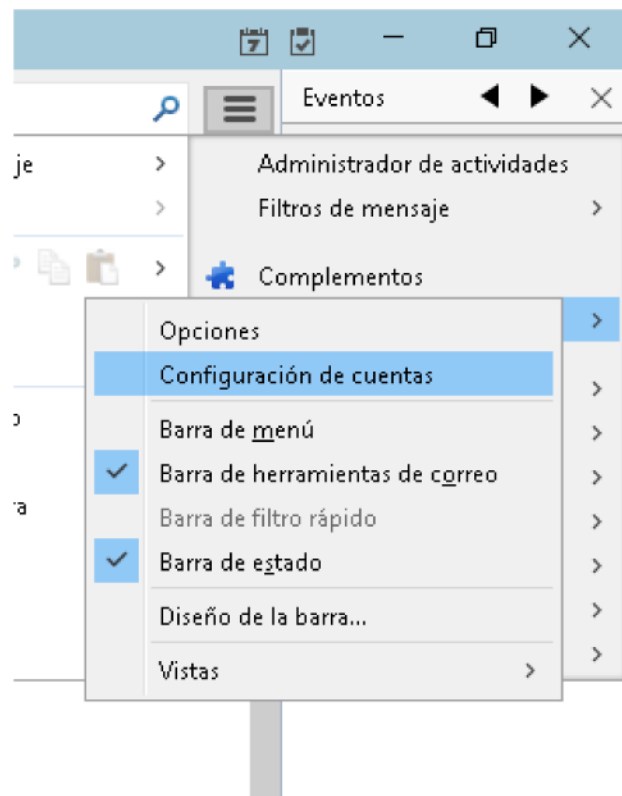 7
Eventos
je
Administrador de actividades
Filtros de mensaje
Complementos
Opciones
Configuración de cuentas
Barra de menú
o
Barra de herramientas de correo
ra
Barra de filtro rápido
Barra de estado
Diseño de la barra...
Vistas